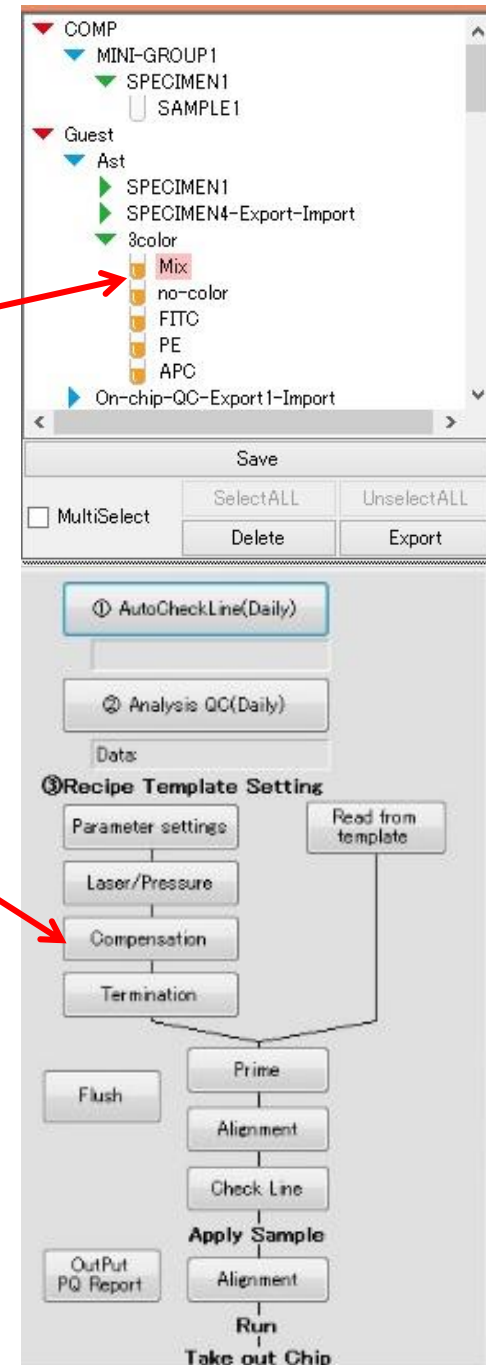 COMP
MINI-GROUP1
SPECIMEN1
SAMPLE1
Guest
Ast
SPECIMEN1
SPECIMEN4-Export-Import
3color
Mix
no-color
FITC
PE
APC
On-chip-QC-Export1-Import
Save
MultiSelect
SelectALL
UnselectALL
Delete
Export
① AutoCheckLine(Daily)
② Analysis QC(Daily)
Data:
③Recipe Template Setting
Parameter settings
Read from
template
Laser/Pressure
Compensation
Termination
Prime
Flush
Alignment
Check Line
Apply Sample
OutPut
PQ Report
Alignment
Run
Take out Chip